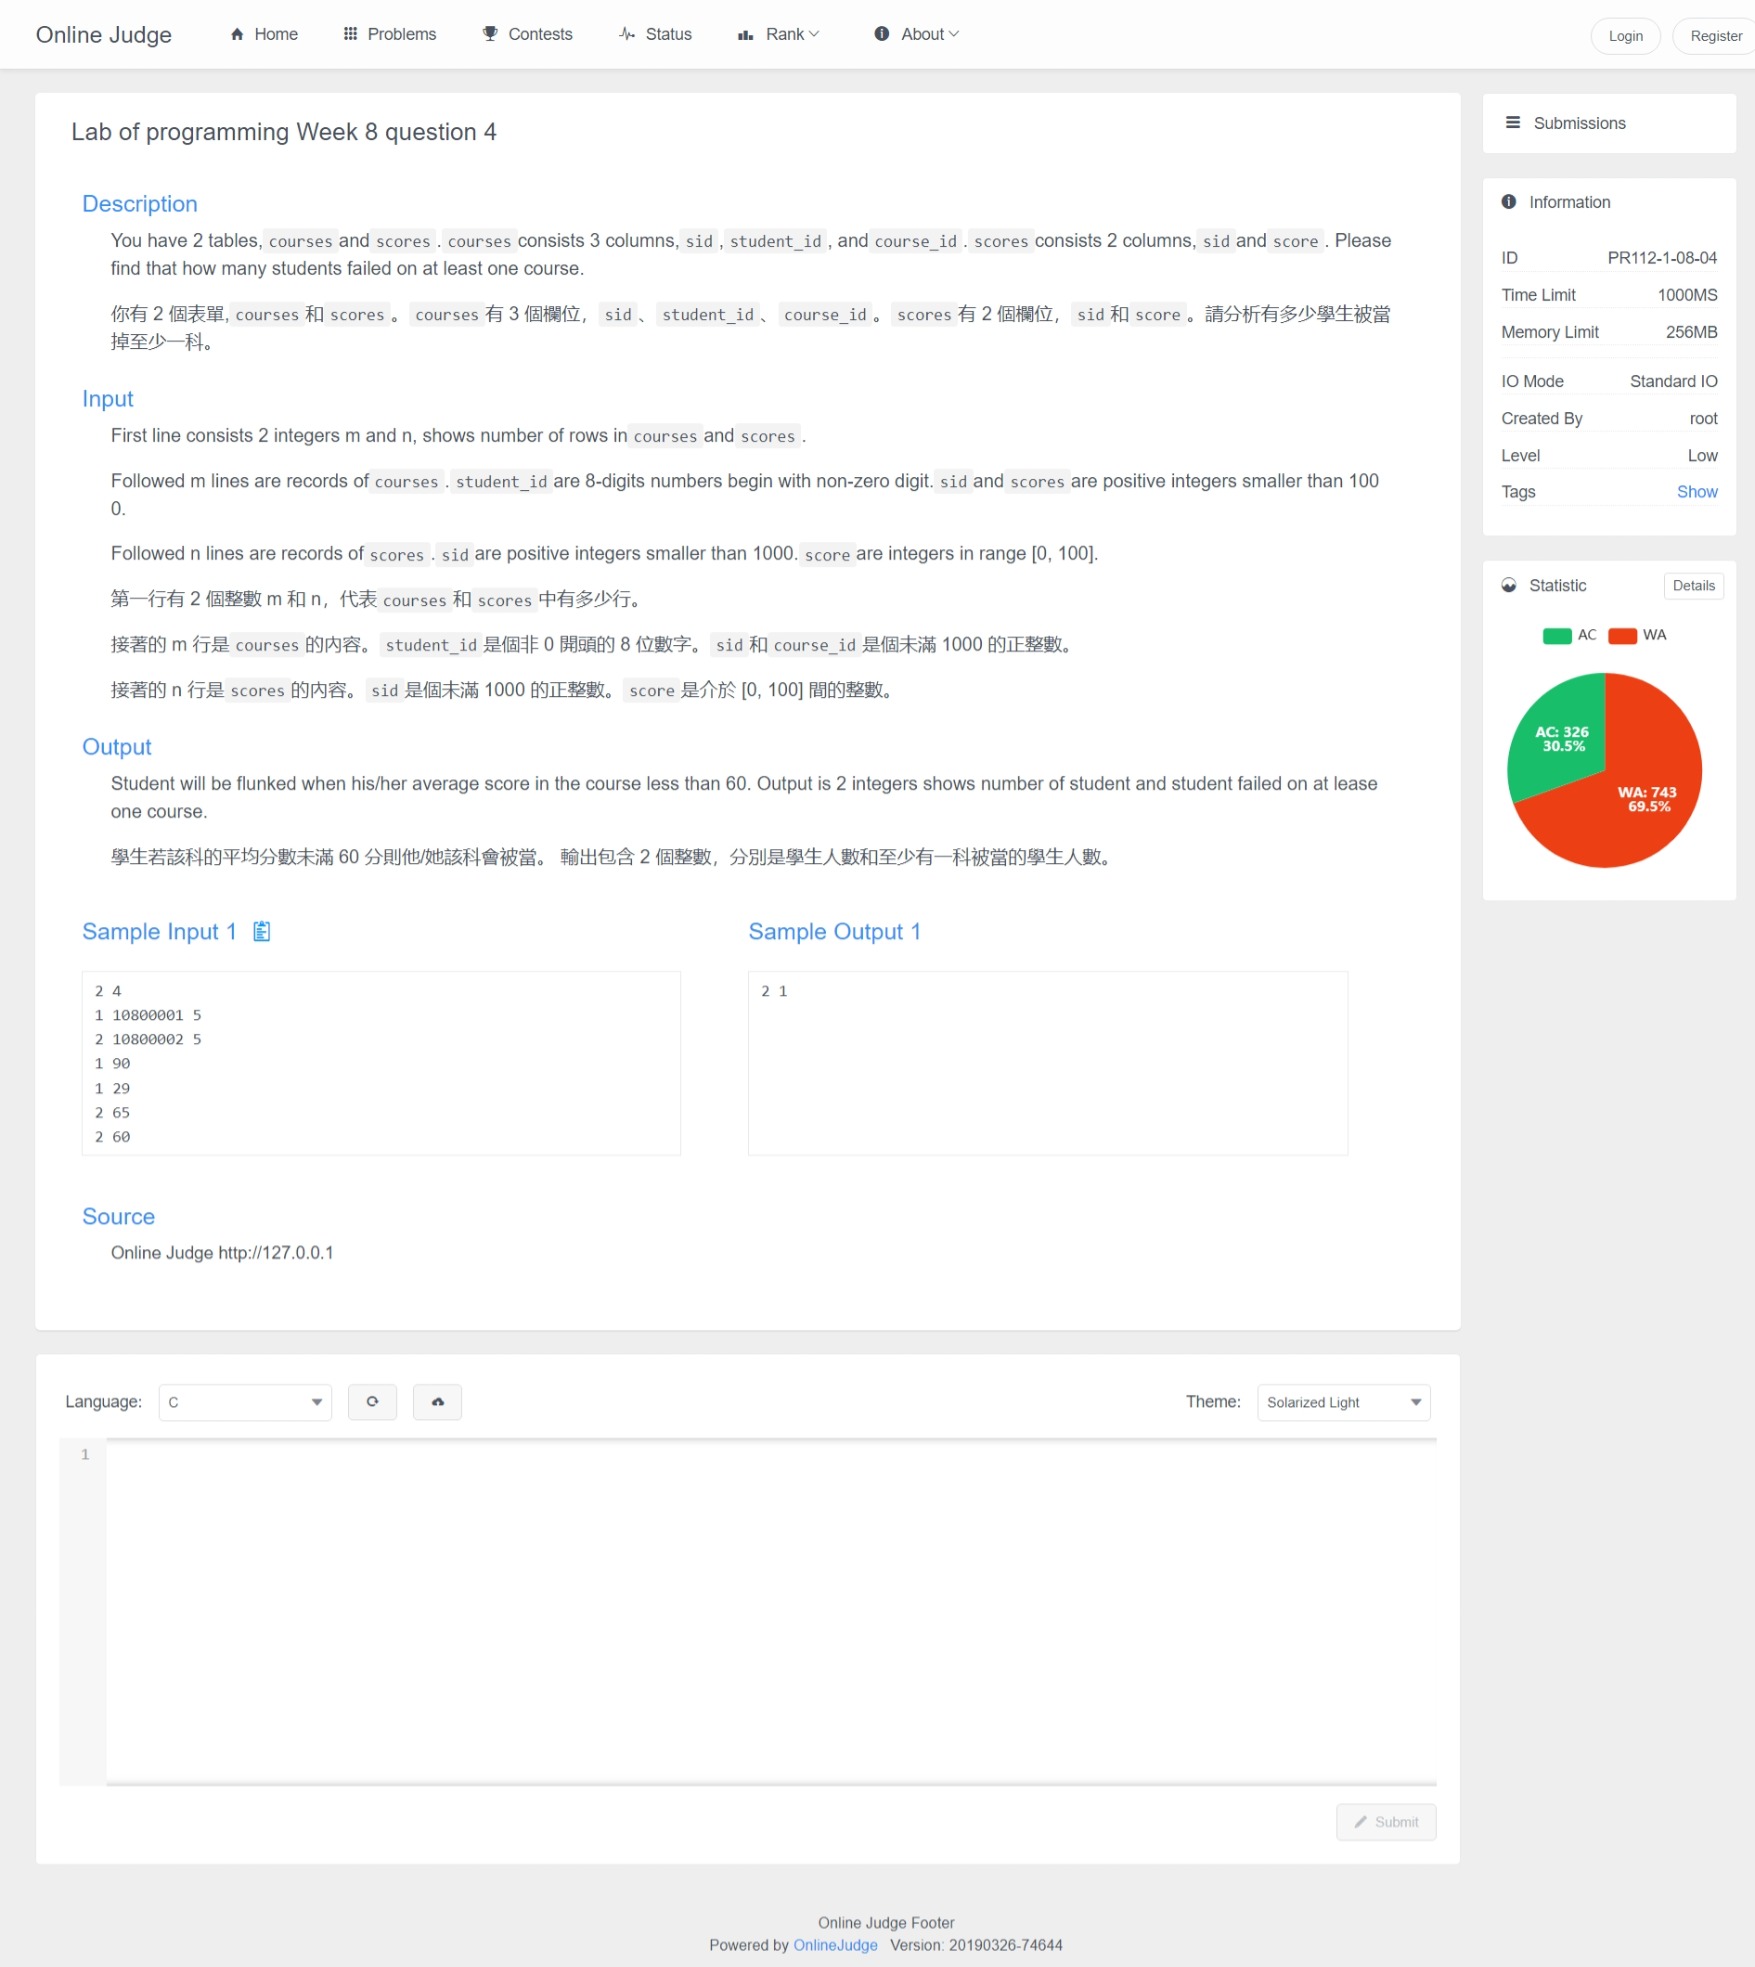 Online Judge Home Problems Contests Status Rank About Login Register
Lab of programming Week 8 question 4
Description
You have 2 tables, courses and scores . courses consists 3 columns, sid , student_id , and course_id . scores consists 2 columns, sid and score . Please
find that how many students failed on at least one course.
你有 2 個表單, courses 和 scores 。 courses 有 3 個欄位， sid 、 student_id 、 course_id 。 scores 有 2 個欄位， sid 和 score 。請分析有多少學生被當
掉至少一科。
Input
First line consists 2 integers m and n, shows number of rows in courses and scores .
Followed m lines are records of courses . student_id are 8-digits numbers begin with non-zero digit. sid and scores are positive integers smaller than 100
0.
Followed n lines are records of scores . sid are positive integers smaller than 1000. score are integers in range [0, 100].
第一行有 2 個整數 m 和 n，代表 courses 和 scores 中有多少行。
接著的 m 行是 courses 的內容。 student_id 是個非 0 開頭的 8 位數字。 sid 和 course_id 是個未滿 1000 的正整數。
接著的 n 行是 scores 的內容。 sid 是個未滿 1000 的正整數。 score 是介於 [0, 100] 間的整數。
Output
Student will be flunked when his/her average score in the course less than 60. Output is 2 integers shows number of student and student failed on at lease
one course.
學生若該科的平均分數未滿 60 分則他/她該科會被當。 輸出包含 2 個整數，分別是學生人數和至少有一科被當的學生人數。
Sample Input 1
2 4
1 10800001 5
2 10800002 5
1 90
1 29
2 65
2 60
Sample Output 1
2 1
Source
Online Judge http://127.0.0.1
Submissions
Information
ID PR112-1-08-04
Time Limit 1000MS
Memory Limit 256MB
IO Mode Standard IO
Created By root
Level Low
Tags Show
Statistic Details
AC WA
AC: 326
30.5%
WA: 743
69.5%
Language: C Theme: Solarized Light
1
Submit
Online Judge Footer
Powered by OnlineJudge Version: 20190326-74644